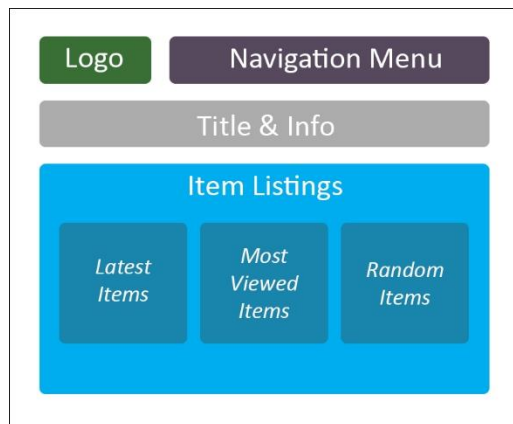 Logo
Navigation Menu
Title & Info
Item Listings
Latest
Items
Most
Viewed
Items
Random
Items